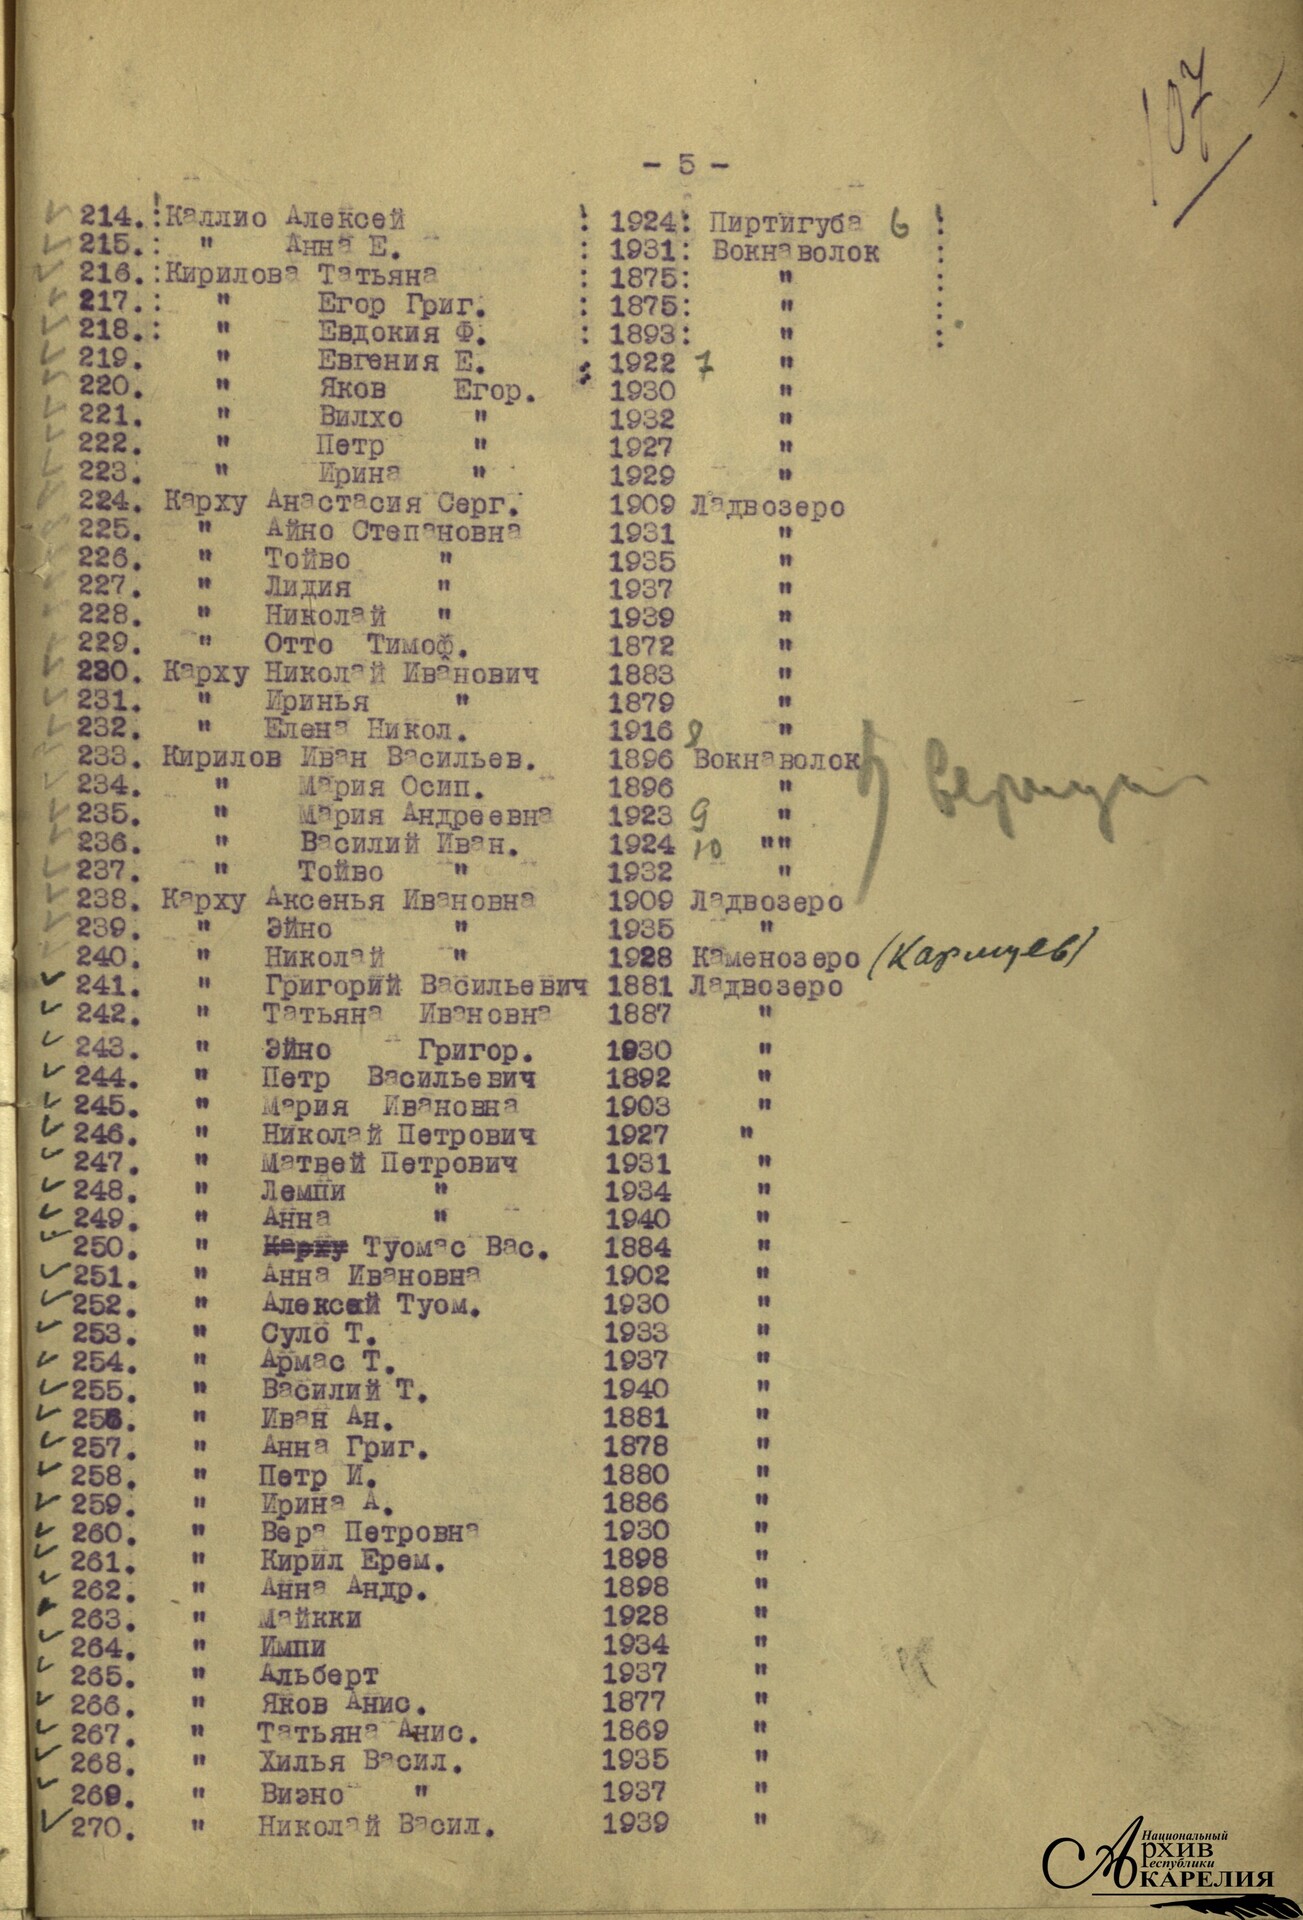 107
- 5 -
214.:Каллио Алексей : 1924: Пиртигуба 6 :
215.: " Анна Е. : 1931: Вокнаволок :
216.:Кирилова Татьяна : 1875: " :
217.: " Егор Григ. : 1875: " :
218.: " Евдокия Ф. : 1893: " :
219. " Евгения Е. : 1922 7 "
220. " Яков Егор. 1930 "
221. " Вилхо " 1932 "
222. " Петр " 1927 "
223. " Ирина " 1929 "
224. Карху Анастасия Серг. 1909 Ладвозеро
225. " Айно Степановна 1931 "
226. " Тойво " 1935 "
227. " Лидия " 1937 "
228. " Николай " 1939 "
229. " Отто Тимоф. 1872 "
230. Карху Николай Иванович 1883 "
231. " Иринья " 1879 "
232. " Елена Никол. 1916 8 "
233. Кирилов Иван Васильев. 1896 Вокнаволок
234. " Мария Осип. 1896 "
235. " Мария Андреевна 1923 9 "
236. " Василий Иван. 1924 10 ""
237. " Тойво " 1932 "
238. Карху Аксенья Ивановна 1909 Ладвозеро
239. " Эйно " 1935 "
240. " Николай " 1928 Каменозеро
241. " Григорий Васильевич 1881 Ладвозеро
242. " Татьяна Ивановна 1887 "
243. " Эйно Григор. 1930 "
244. " Петр Васильевич 1892 "
245. " Мария Ивановна 1903 "
246. " Николай Петрович 1927 "
247. " Матвей Петрович 1931 "
248. " Лемпи " 1934 "
249. " Анна " 1940 "
250. " Карху Туомас Вас. 1884 "
251. " Анна Ивановна 1902 "
252. " Алексей Туом. 1930 "
253. " Суло Т. 1933 "
254. " Армас Т. 1937 "
255. " Василий Т. 1940 "
256. " Иван Ан. 1881 "
257. " Анна Григ. 1878 "
258. " Петр И. 1880 "
259. " Ирина А. 1886 "
260. " Вера Петровна 1930 "
261. " Кирил Ерем. 1898 "
262. " Анна Андр. 1898 "
263. " Майкки 1928 "
264. " Импи 1934 "
265. " Альберт 1937 "
266. " Яков Анис. 1877 "
267. " Татьяна Анис. 1869 "
268. " Хилья Васил. 1935 "
269. " Виэно " 1937 "
270. " Николай Васил. 1939 "
Национальный
Архив
Республики
КАРЕЛИЯ